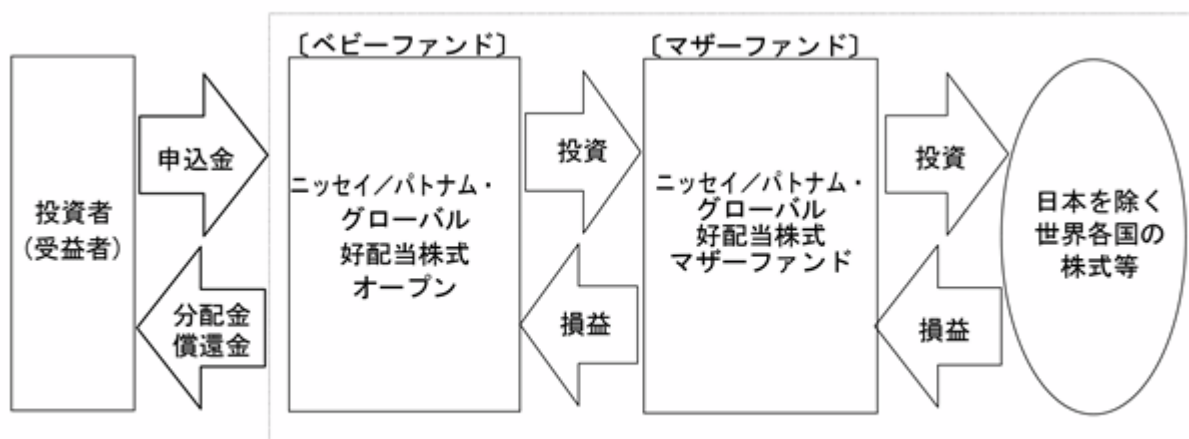 〔ベビーファンド〕
〔マザーファンド〕
投資者
（受益者）
申込金
分配金
償還金
ニッセイ／パトナム・
グローバル
好配当株式
オープン
投資
損益
ニッセイ／パトナム・
グローバル
好配当株式
マザーファンド
投資
損益
日本を除く
世界各国の
株式等